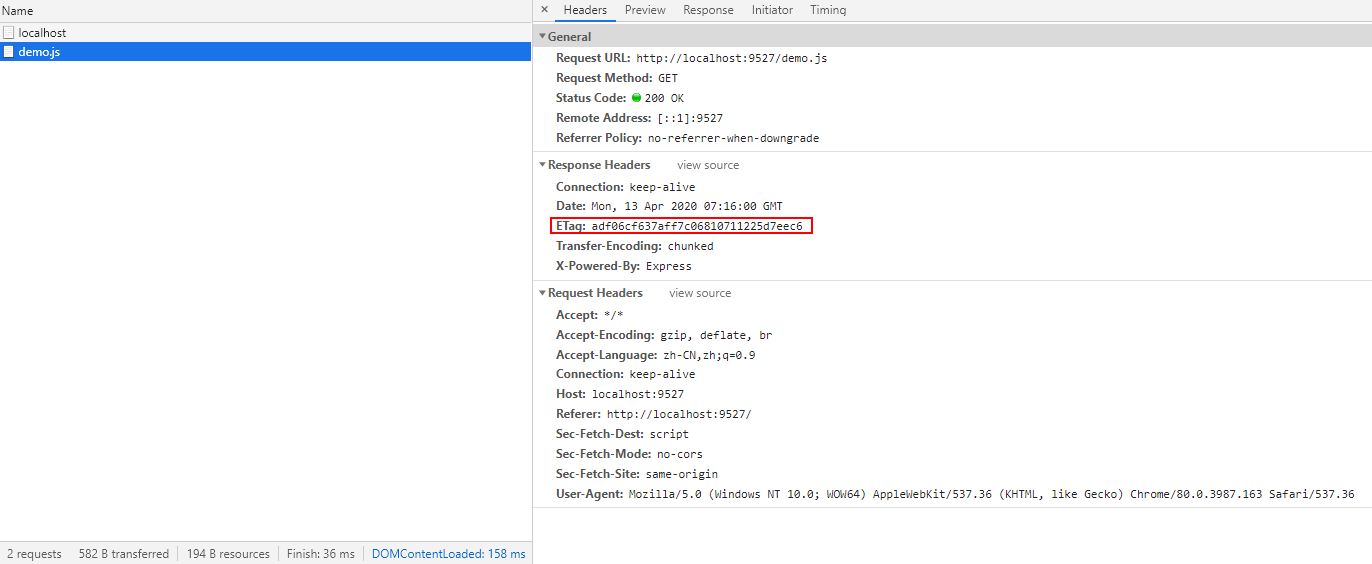 Name
localhost
demo.js
2 requests 582 B transferred 194 B resources Finish: 36 ms DOMContentLoaded: 158 ms
× Headers Preview Response Initiator Timing
General
Request URL: http://localhost:9527/demo.js
Request Method: GET
Status Code: 200 OK
Remote Address: [::1]:9527
Referrer Policy: no-referrer-when-downgrade
Response Headers view source
Connection: keep-alive
Date: Mon, 13 Apr 2020 07:16:00 GMT
ETag: adf06cf637aff7c06810711225d7eec6
Transfer-Encoding: chunked
X-Powered-By: Express
Request Headers view source
Accept: */*
Accept-Encoding: gzip, deflate, br
Accept-Language: zh-CN,zh;q=0.9
Connection: keep-alive
Host: localhost:9527
Referer: http://localhost:9527/
Sec-Fetch-Dest: script
Sec-Fetch-Mode: no-cors
Sec-Fetch-Site: same-origin
User-Agent: Mozilla/5.0 (Windows NT 10.0; WOW64) AppleWebKit/537.36 (KHTML, like Gecko) Chrome/80.0.3987.163 Safari/537.36